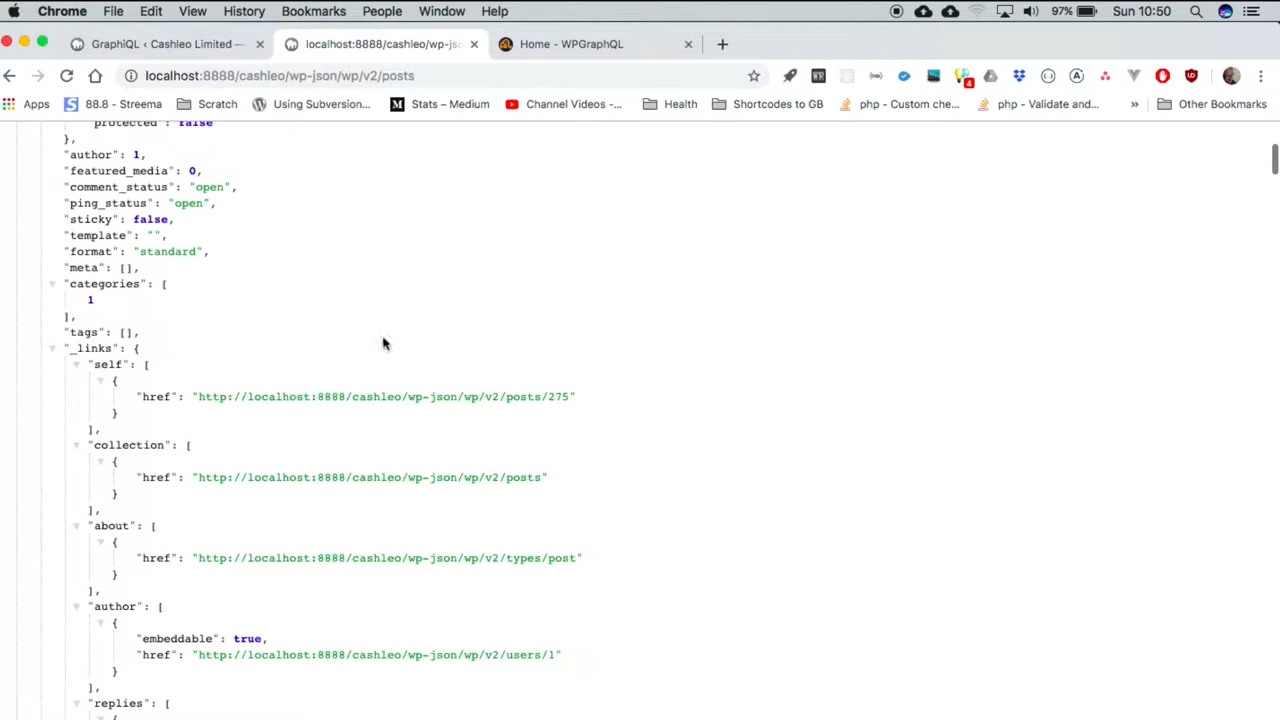 Chrome File Edit View History Bookmarks People Window Help 97% Sun 10:50
GraphiQL ‹ Cashleo Limited — localhost:8888/cashleo/wp-js Home - WPGraphQL
localhost:8888/cashleo/wp-json/wp/v2/posts WR 4
Apps 88.8 - Streema Scratch Using Subversion... Stats – Medium Channel Videos -... Health Shortcodes to GB php - Custom che... php - Validate and... » Other Bookmarks
"protected": false
},
"author": 1,
"featured_media": 0,
"comment_status": "open",
"ping_status": "open",
"sticky": false,
"template": "",
"format": "standard",
"meta": [],
"categories": [
1
],
"tags": [],
"_links": {
"self": [
{
"href": "http://localhost:8888/cashleo/wp-json/wp/v2/posts/275"
}
],
"collection": [
{
"href": "http://localhost:8888/cashleo/wp-json/wp/v2/posts"
}
],
"about": [
{
"href": "http://localhost:8888/cashleo/wp-json/wp/v2/types/post"
}
],
"author": [
{
"embeddable": true,
"href": "http://localhost:8888/cashleo/wp-json/wp/v2/users/1"
}
],
"replies": [
{